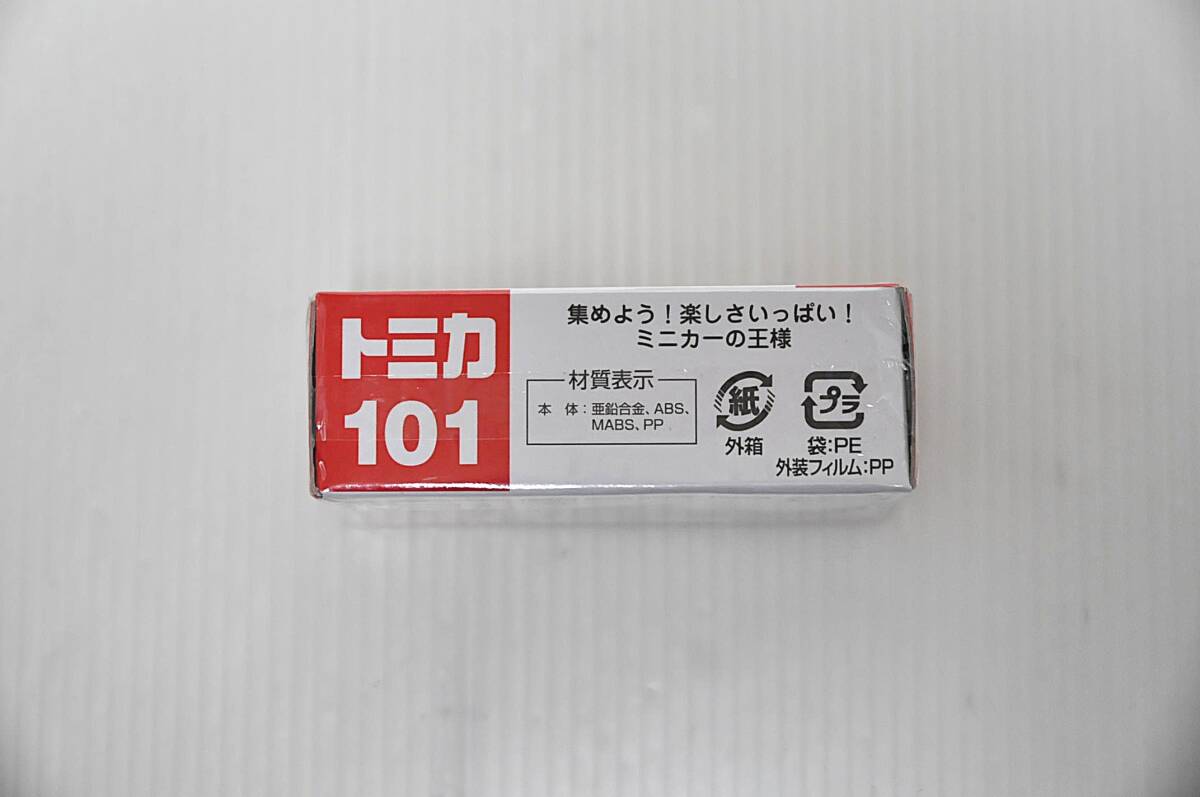 トミカ
101
集めよう！楽しさいっぱい！
ミニカーの王様
材質表示
本 体：亜鉛合金、ABS、
MABS、PP
紙
外箱
プラ
袋：PE
外装フィルム：PP